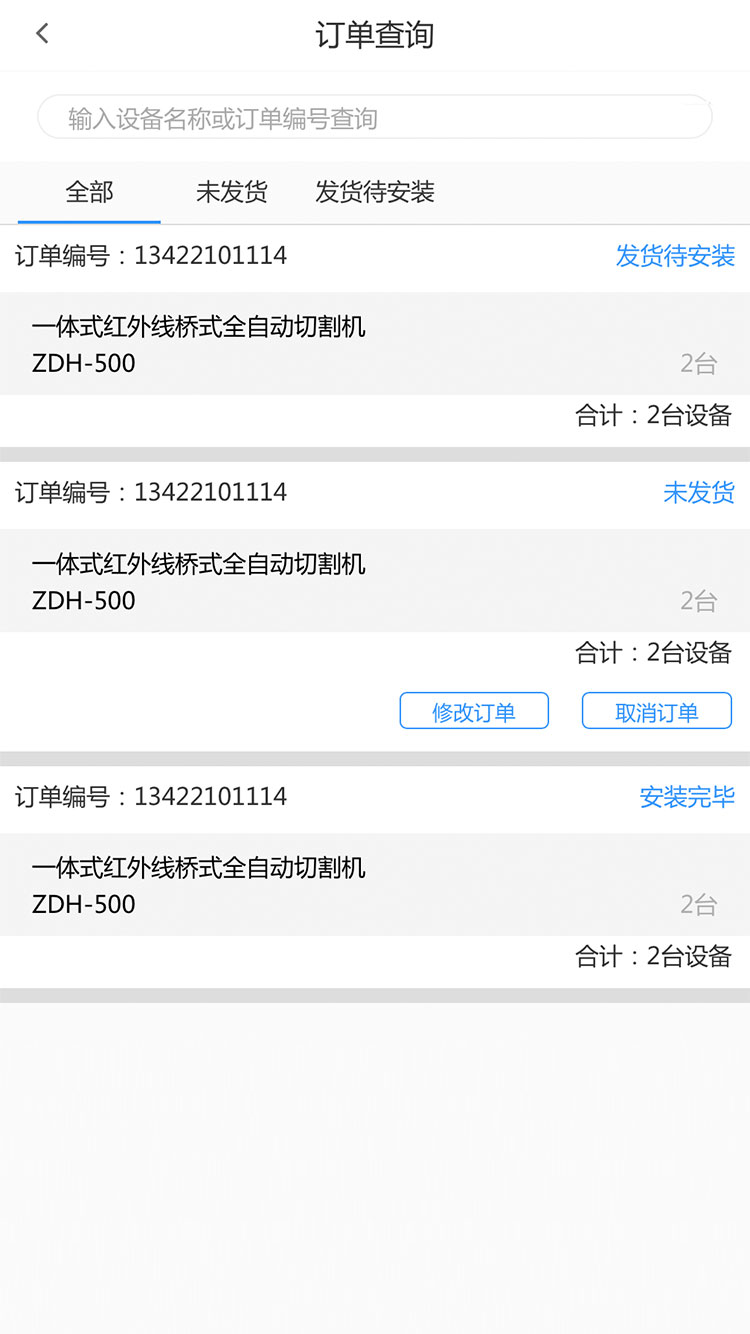 订单查询
输入设备名称或订单编号查询
全部 未发货 发货待安装
订单编号：13422101114 发货待安装
一体式红外线桥式全自动切割机
ZDH-500 2台
合计：2台设备
订单编号：13422101114 未发货
一体式红外线桥式全自动切割机
ZDH-500 2台
合计：2台设备
修改订单 取消订单
订单编号：13422101114 安装完毕
一体式红外线桥式全自动切割机
ZDH-500 2台
合计：2台设备